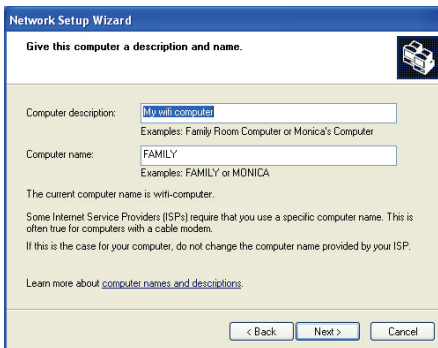 Network Setup Wizard
Give this computer a description and name.
Computer description:
My wifi computer
Examples: Family Room Computer or Monica's Computer
Computer name:
FAMILY
Examples: FAMILY or MONICA
The current computer name is wifi-computer.
Some Internet Service Providers (ISPs) require that you use a specific computer name. This is
often true for computers with a cable modem.
If this is the case for your computer, do not change the computer name provided by your ISP.
Learn more about computer names and descriptions.
< Back
Next >
Cancel